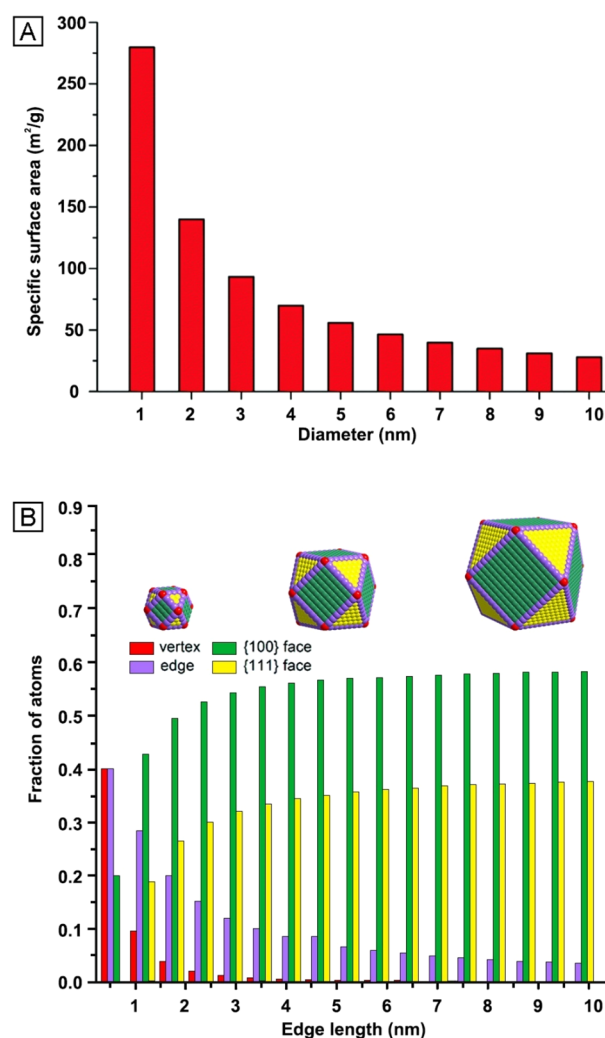 A
300
250
200
150
100
50
0
Specific surface area (m²/g)
1 2 3 4 5 6 7 8 9 10
Diameter (nm)
B
0.9
0.8
0.7
0.6
0.5
0.4
0.3
0.2
0.1
0.0
Fraction of atoms
vertex {100} face
edge {111} face
1 2 3 4 5 6 7 8 9 10
Edge length (nm)